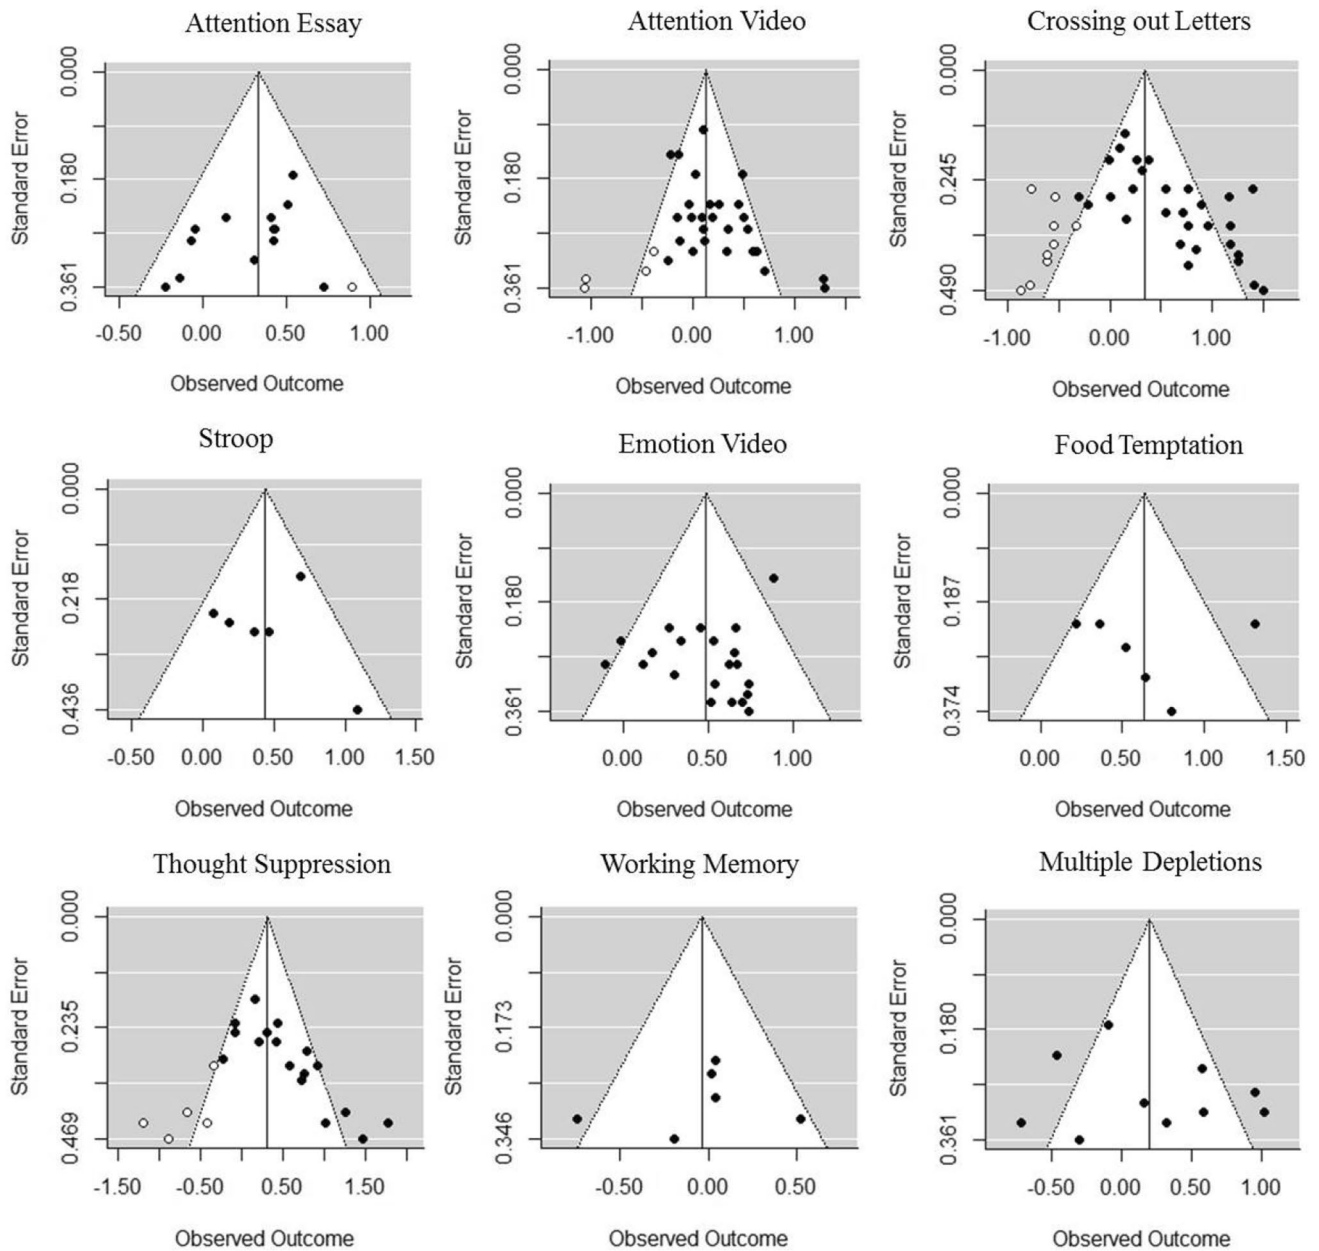 Attention Essay
Attention Video
Crossing out Letters
Standard Error
0.000
0.180
0.361
-0.50 0.00 0.50 1.00
Observed Outcome
Standard Error
0.000
0.180
0.361
-1.00 0.00 1.00
Observed Outcome
Standard Error
0.000
0.245
0.490
-1.00 0.00 1.00
Observed Outcome
Stroop
Emotion Video
Food Temptation
Standard Error
0.000
0.218
0.436
-0.50 0.00 0.50 1.00 1.50
Observed Outcome
Standard Error
0.000
0.180
0.361
0.00 0.50 1.00
Observed Outcome
Standard Error
0.000
0.187
0.374
0.00 0.50 1.00 1.50
Observed Outcome
Thought Suppression
Working Memory
Multiple Depletions
Standard Error
0.000
0.235
0.469
-1.50 -0.50 0.50 1.50
Observed Outcome
Standard Error
0.000
0.173
0.346
-0.50 0.00 0.50
Observed Outcome
Standard Error
0.000
0.180
0.361
-0.50 0.00 0.50 1.00
Observed Outcome